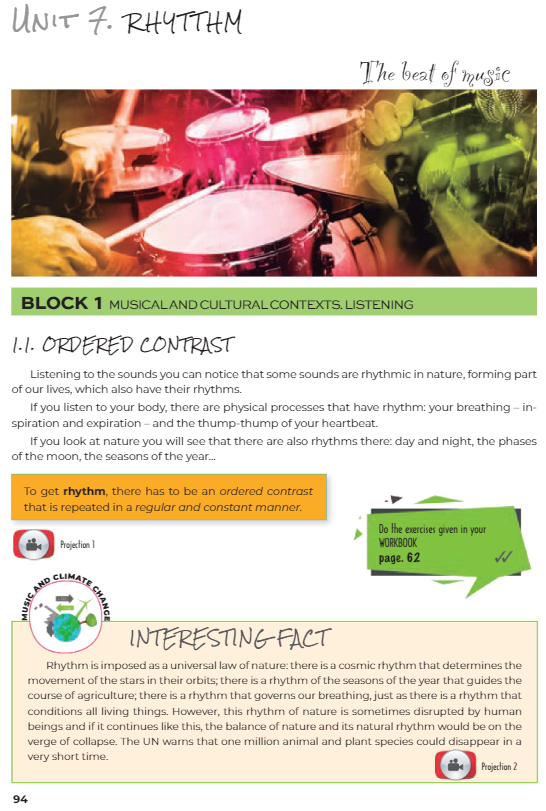 UNIT 7. RHYTTHM
The beat of music
BLOCK 1 MUSICAL AND CULTURAL CONTEXTS. LISTENING
1.1. ORDERED CONTRAST
Listening to the sounds you can notice that some sounds are rhythmic in nature, forming part
of our lives, which also have their rhythms.
If you listen to your body, there are physical processes that have rhythm: your breathing – in-
spiration and expiration – and the thump-thump of your heartbeat.
If you look at nature you will see that there are also rhythms there: day and night, the phases
of the moon, the seasons of the year...
To get rhythm, there has to be an ordered contrast
that is repeated in a regular and constant manner.
Projection 1
Do the exercises given in your
WORKBOOK
page. 62
MUSIC AND CLIMATE CHANGE
INTERESTING FACT
Rhythm is imposed as a universal law of nature: there is a cosmic rhythm that determines the
movement of the stars in their orbits; there is a rhythm of the seasons of the year that guides the
course of agriculture; there is a rhythm that governs our breathing, just as there is a rhythm that
conditions all living things. However, this rhythm of nature is sometimes disrupted by human
beings and if it continues like this, the balance of nature and its natural rhythm would be on the
verge of collapse. The UN warns that one million animal and plant species could disappear in a
very short time.
Projection 2
94